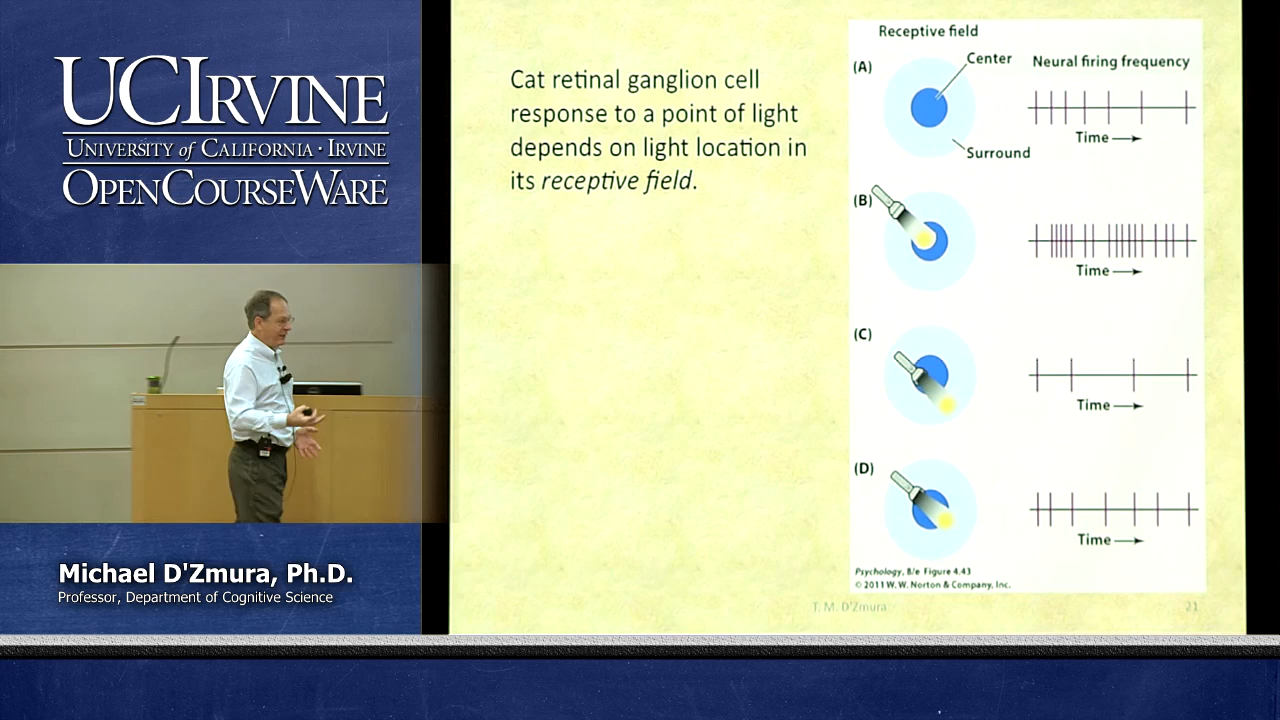 UCIRVINE
UNIVERSITY of CALIFORNIA · IRVINE
OPENCOURSEWARE
Michael D'Zmura, Ph.D.
Professor, Department of Cognitive Science
Cat retinal ganglion cell
response to a point of light
depends on light location in
its receptive field.
Receptive field
(A)
Center
Surround
Neural firing frequency
Time
(B)
Time
(C)
Time
(D)
Time
Psychology, 8/e Figure 4.43
© 2011 W. W. Norton & Company, Inc.
T. M. D'Zmura
21